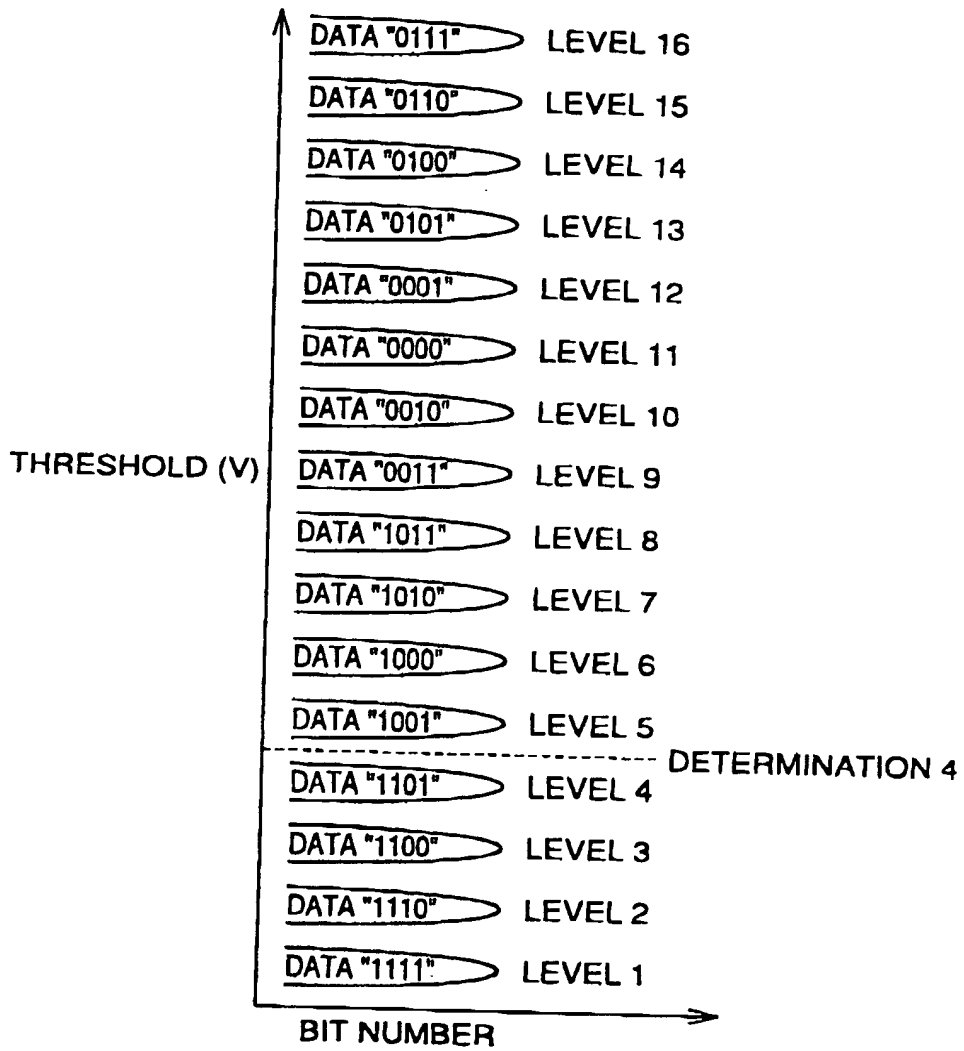 DATA "0111" LEVEL 16
DATA "0110" LEVEL 15
DATA "0100" LEVEL 14
DATA "0101" LEVEL 13
DATA "0001" LEVEL 12
DATA "0000" LEVEL 11
DATA "0010" LEVEL 10
THRESHOLD (V)
DATA "0011" LEVEL 9
DATA "1011" LEVEL 8
DATA "1010" LEVEL 7
DATA "1000" LEVEL 6
DATA "1001" LEVEL 5
DETERMINATION 4
DATA "1101" LEVEL 4
DATA "1100" LEVEL 3
DATA "1110" LEVEL 2
DATA "1111" LEVEL 1
BIT NUMBER